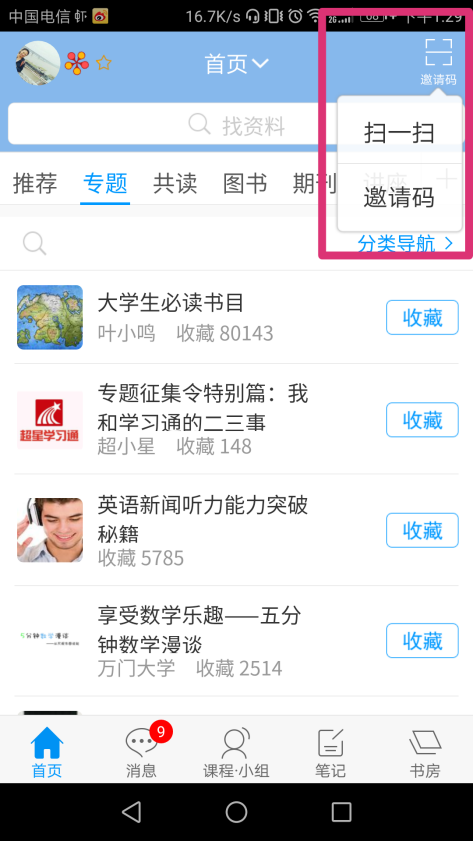 中国电信 虾 16.7K/s 下午1:29
首页
邀请码
找资料
扫一扫
邀请码
推荐 专题 共读 图书 期刊 讲座
分类导航
大学生必读书目
叶小鸣 收藏 80143
收藏
专题征集令特别篇：我
和学习通的二三事
超小星 收藏 148
收藏
超星学习通
英语新闻听力能力突破
秘籍
收藏 5785
收藏
享受数学乐趣——五分
钟数学漫谈
万门大学 收藏 2514
收藏
9
首页 消息 课程·小组 笔记 书房